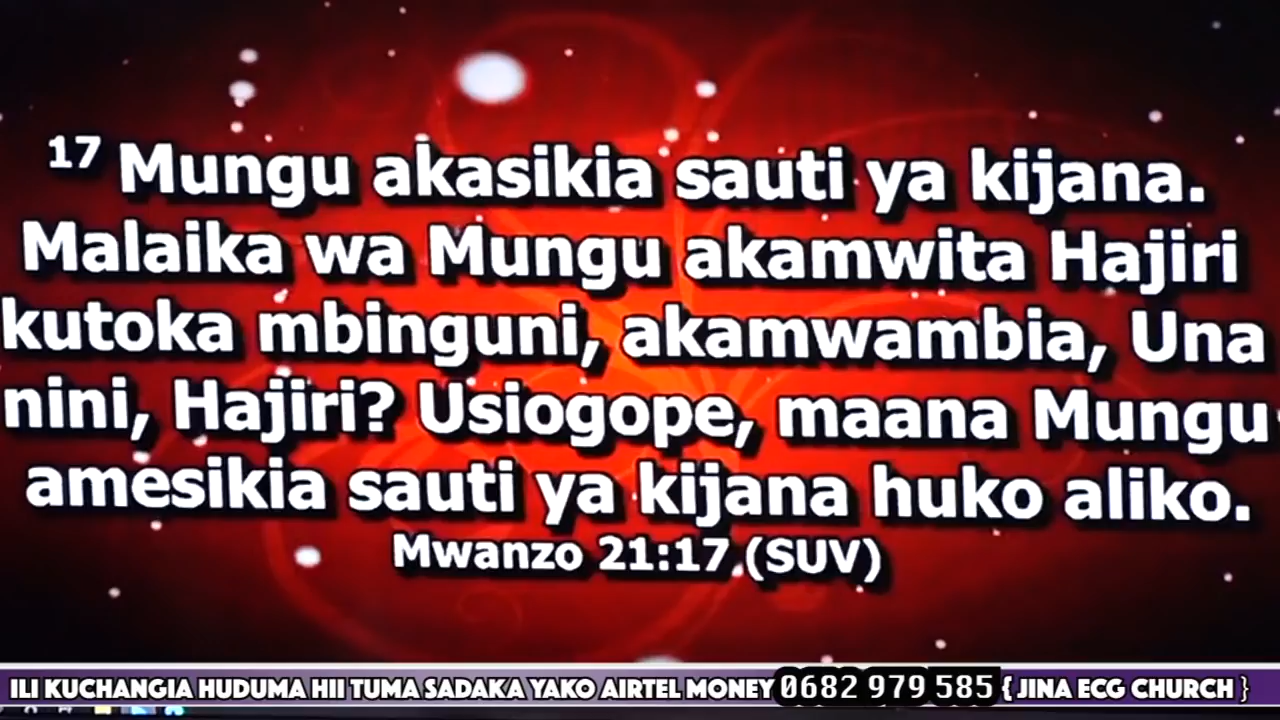 17 Mungu akasikia sauti ya kijana.
Malaika wa Mungu akamwita Hajiri
kutoka mbinguni, akamwambia, Una
nini, Hajiri? Usiogope, maana Mungu
amesikia sauti ya kijana huko aliko.
Mwanzo 21:17 (SUV)
ILI KUCHANGIA HUDUMA HII TUMA SADAKA YAKO AIRTEL MONEY 0682 979 585 { JINA ECG CHURCH }